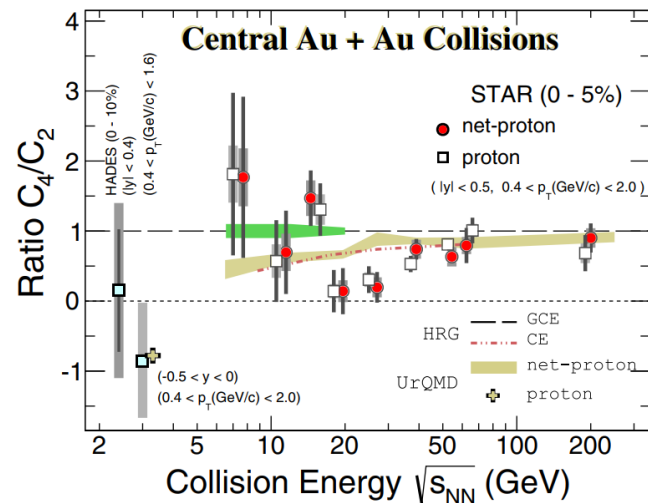 Central Au + Au Collisions
Ratio C4/C2
4
3
2
1
0
-1
HADES (0 - 10%)
(|y| < 0.4)
(0.4 < pT(GeV/c) < 1.6)
STAR (0 - 5%)
net-proton
proton
( |y| < 0.5, 0.4 < pT(GeV/c) < 2.0 )
(-0.5 < y < 0)
(0.4 < pT(GeV/c) < 2.0)
HRG
GCE
CE
UrQMD
net-proton
proton
2 5 10 20 50 100 200
Collision Energy √sNN (GeV)